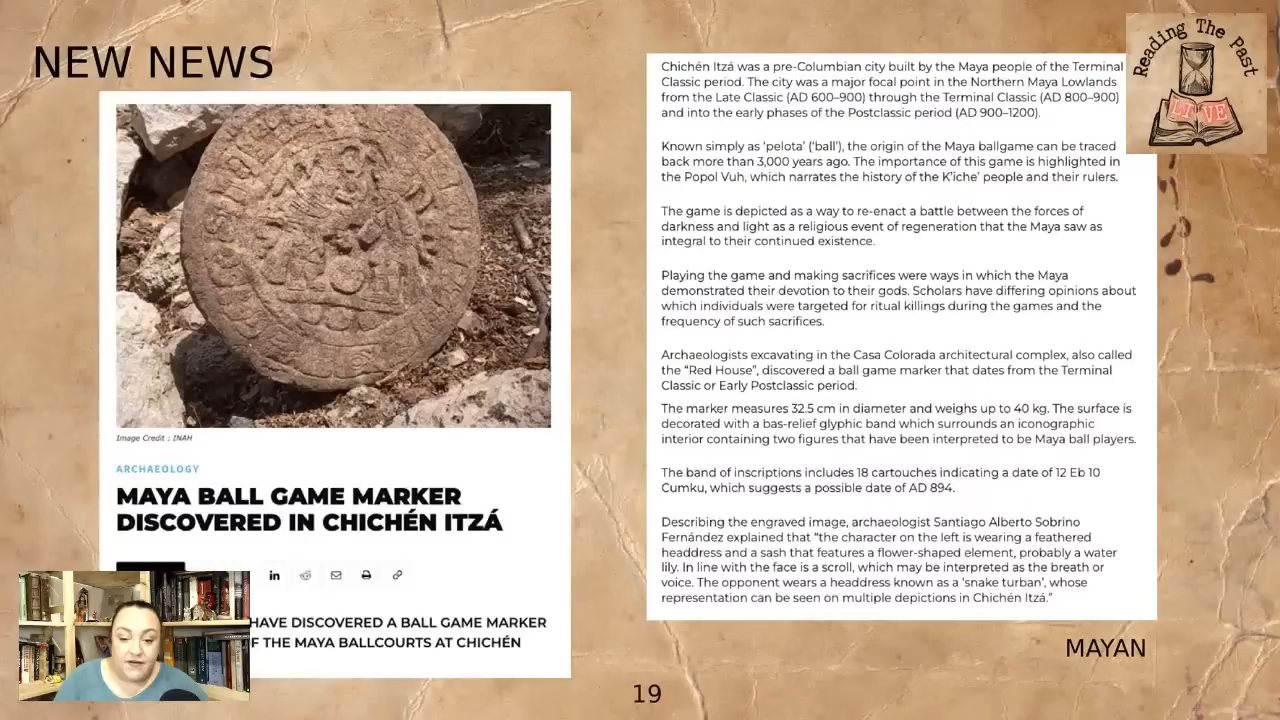 NEW NEWS
Image Credit : INAH
ARCHAEOLOGY
MAYA BALL GAME MARKER
DISCOVERED IN CHICHÉN ITZÁ
in
HAVE DISCOVERED A BALL GAME MARKER
F THE MAYA BALLCOURTS AT CHICHÉN
Chichén Itzá was a pre-Columbian city built by the Maya people of the Terminal
Classic period. The city was a major focal point in the Northern Maya Lowlands
from the Late Classic (AD 600–900) through the Terminal Classic (AD 800–900)
and into the early phases of the Postclassic period (AD 900–1200).
Known simply as ‘pelota’ (‘ball’), the origin of the Maya ballgame can be traced
back more than 3,000 years ago. The importance of this game is highlighted in
the Popol Vuh, which narrates the history of the K’iche’ people and their rulers.
The game is depicted as a way to re-enact a battle between the forces of
darkness and light as a religious event of regeneration that the Maya saw as
integral to their continued existence.
Playing the game and making sacrifices were ways in which the Maya
demonstrated their devotion to their gods. Scholars have differing opinions about
which individuals were targeted for ritual killings during the games and the
frequency of such sacrifices.
Archaeologists excavating in the Casa Colorada architectural complex, also called
the “Red House”, discovered a ball game marker that dates from the Terminal
Classic or Early Postclassic period.
The marker measures 32.5 cm in diameter and weighs up to 40 kg. The surface is
decorated with a bas-relief glyphic band which surrounds an iconographic
interior containing two figures that have been interpreted to be Maya ball players.
The band of inscriptions includes 18 cartouches indicating a date of 12 Eb 10
Cumku, which suggests a possible date of AD 894.
Describing the engraved image, archaeologist Santiago Alberto Sobrino
Fernández explained that “the character on the left is wearing a feathered
headdress and a sash that features a flower-shaped element, probably a water
lily. In line with the face is a scroll, which may be interpreted as the breath or
voice. The opponent wears a headdress known as a ‘snake turban’, whose
representation can be seen on multiple depictions in Chichén Itzá.”
Reading The Past
LIVE
MAYAN
19